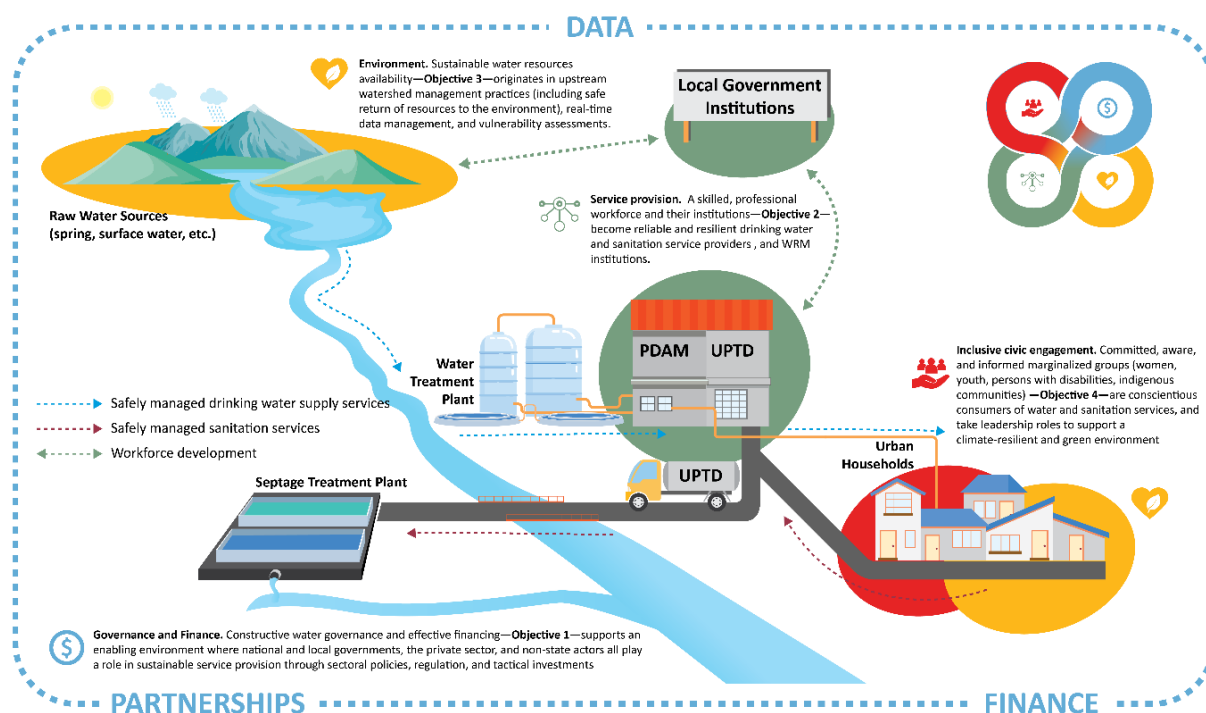 DATA
Environment. Sustainable water resources
availability—Objective 3—originates in upstream
watershed management practices (including safe
return of resources to the environment), real-time
data management, and vulnerability assessments.
Local Government
Institutions
Raw Water Sources
(spring, surface water, etc.)
Service provision. A skilled, professional
workforce and their institutions—Objective 2—
become reliable and resilient drinking water
and sanitation service providers , and WRM
institutions.
PDAM UPTD
Water
Treatment
Plant
Inclusive civic engagement. Committed, aware,
and informed marginalized groups (women,
youth, persons with disabilities, indigenous
communities) —Objective 4—are conscientious
consumers of water and sanitation services, and
take leadership roles to support a
climate-resilient and green environment
Safely managed drinking water supply services
Safely managed sanitation services
Workforce development
Urban
Households
UPTD
Septage Treatment Plant
$
$
Governance and Finance. Constructive water governance and effective financing—Objective 1—supports an
enabling environment where national and local governments, the private sector, and non-state actors all play
a role in sustainable service provision through sectoral policies, regulation, and tactical investments
PARTNERSHIPS
FINANCE